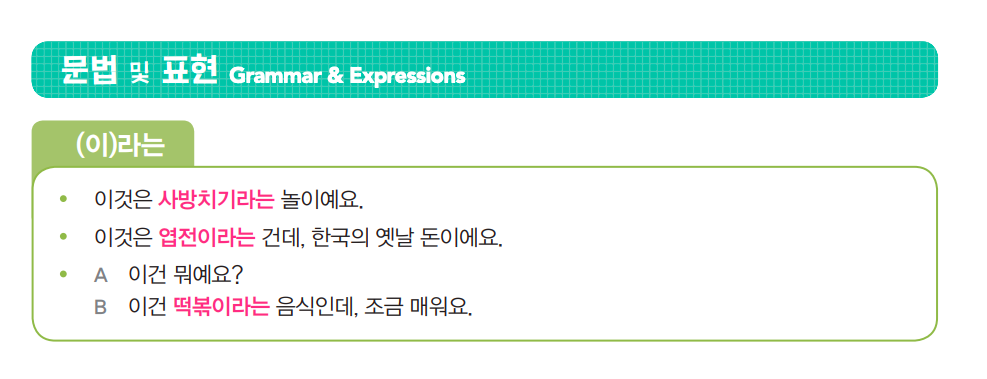 문법 및 표현 Grammar & Expressions
(이)라는
• 이것은 사방치기라는 놀이예요.
• 이것은 엽전이라는 건데, 한국의 옛날 돈이에요.
• A 이건 뭐예요?
B 이건 떡볶이라는 음식인데, 조금 매워요.